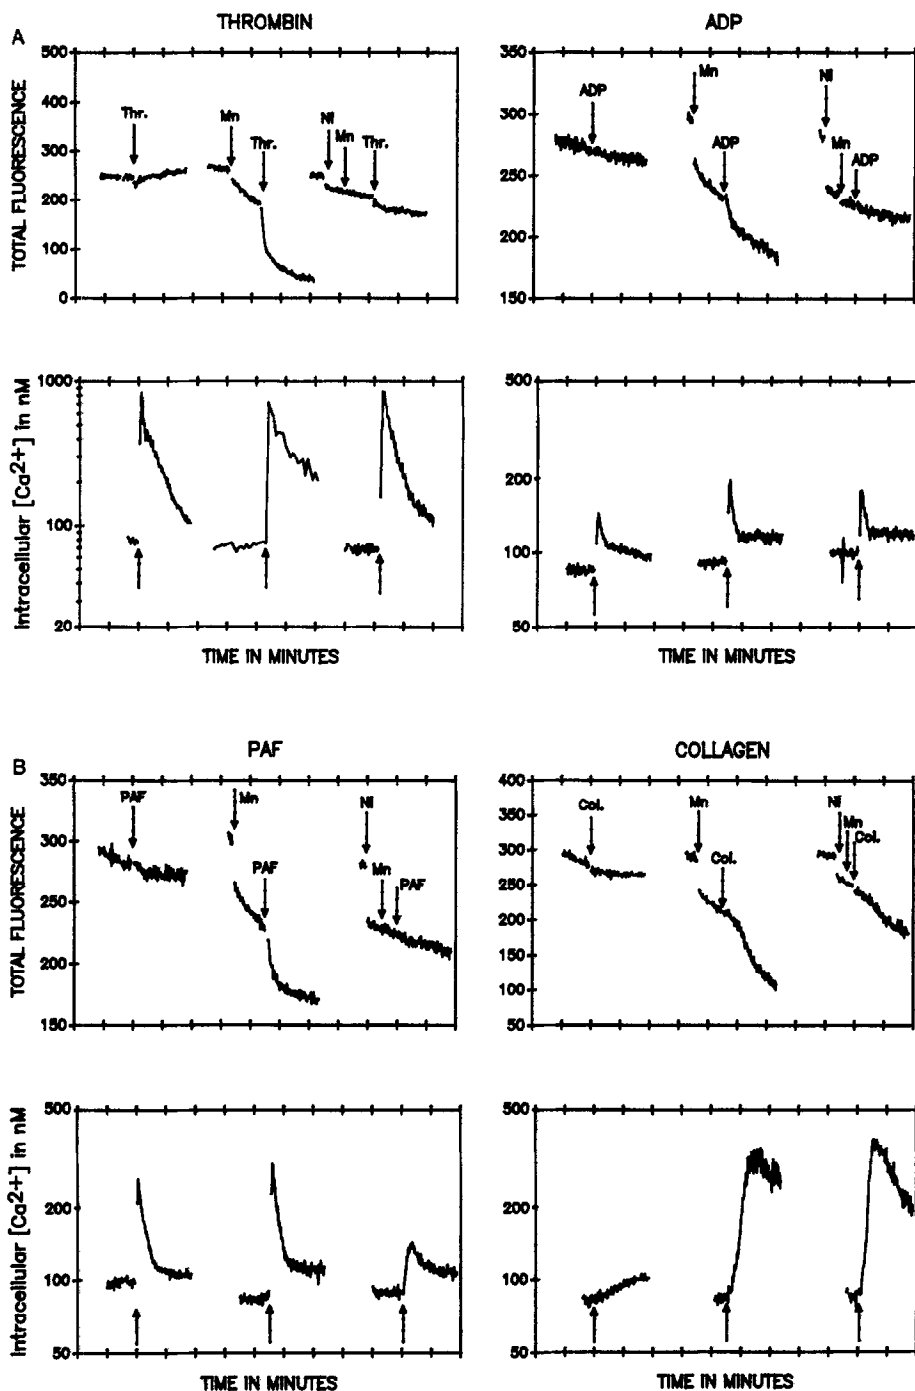 A
THROMBIN
TOTAL FLUORESCENCE
500
400
300
200
100
0
Thr.
Mn
Thr.
Ni
Mn
Thr.
ADP
350
300
250
200
150
ADP
Mn
ADP
Ni
Mn
ADP
Intracellular [Ca2+] in nM
1000
100
20
TIME IN MINUTES
500
200
100
50
TIME IN MINUTES
B
PAF
TOTAL FLUORESCENCE
350
300
250
200
150
PAF
Mn
PAF
Ni
Mn
PAF
COLLAGEN
400
350
300
250
200
150
100
50
Col.
Mn
Col.
Ni
Mn
Col.
Intracellular [Ca2+] in nM
500
200
100
50
TIME IN MINUTES
500
200
100
50
TIME IN MINUTES